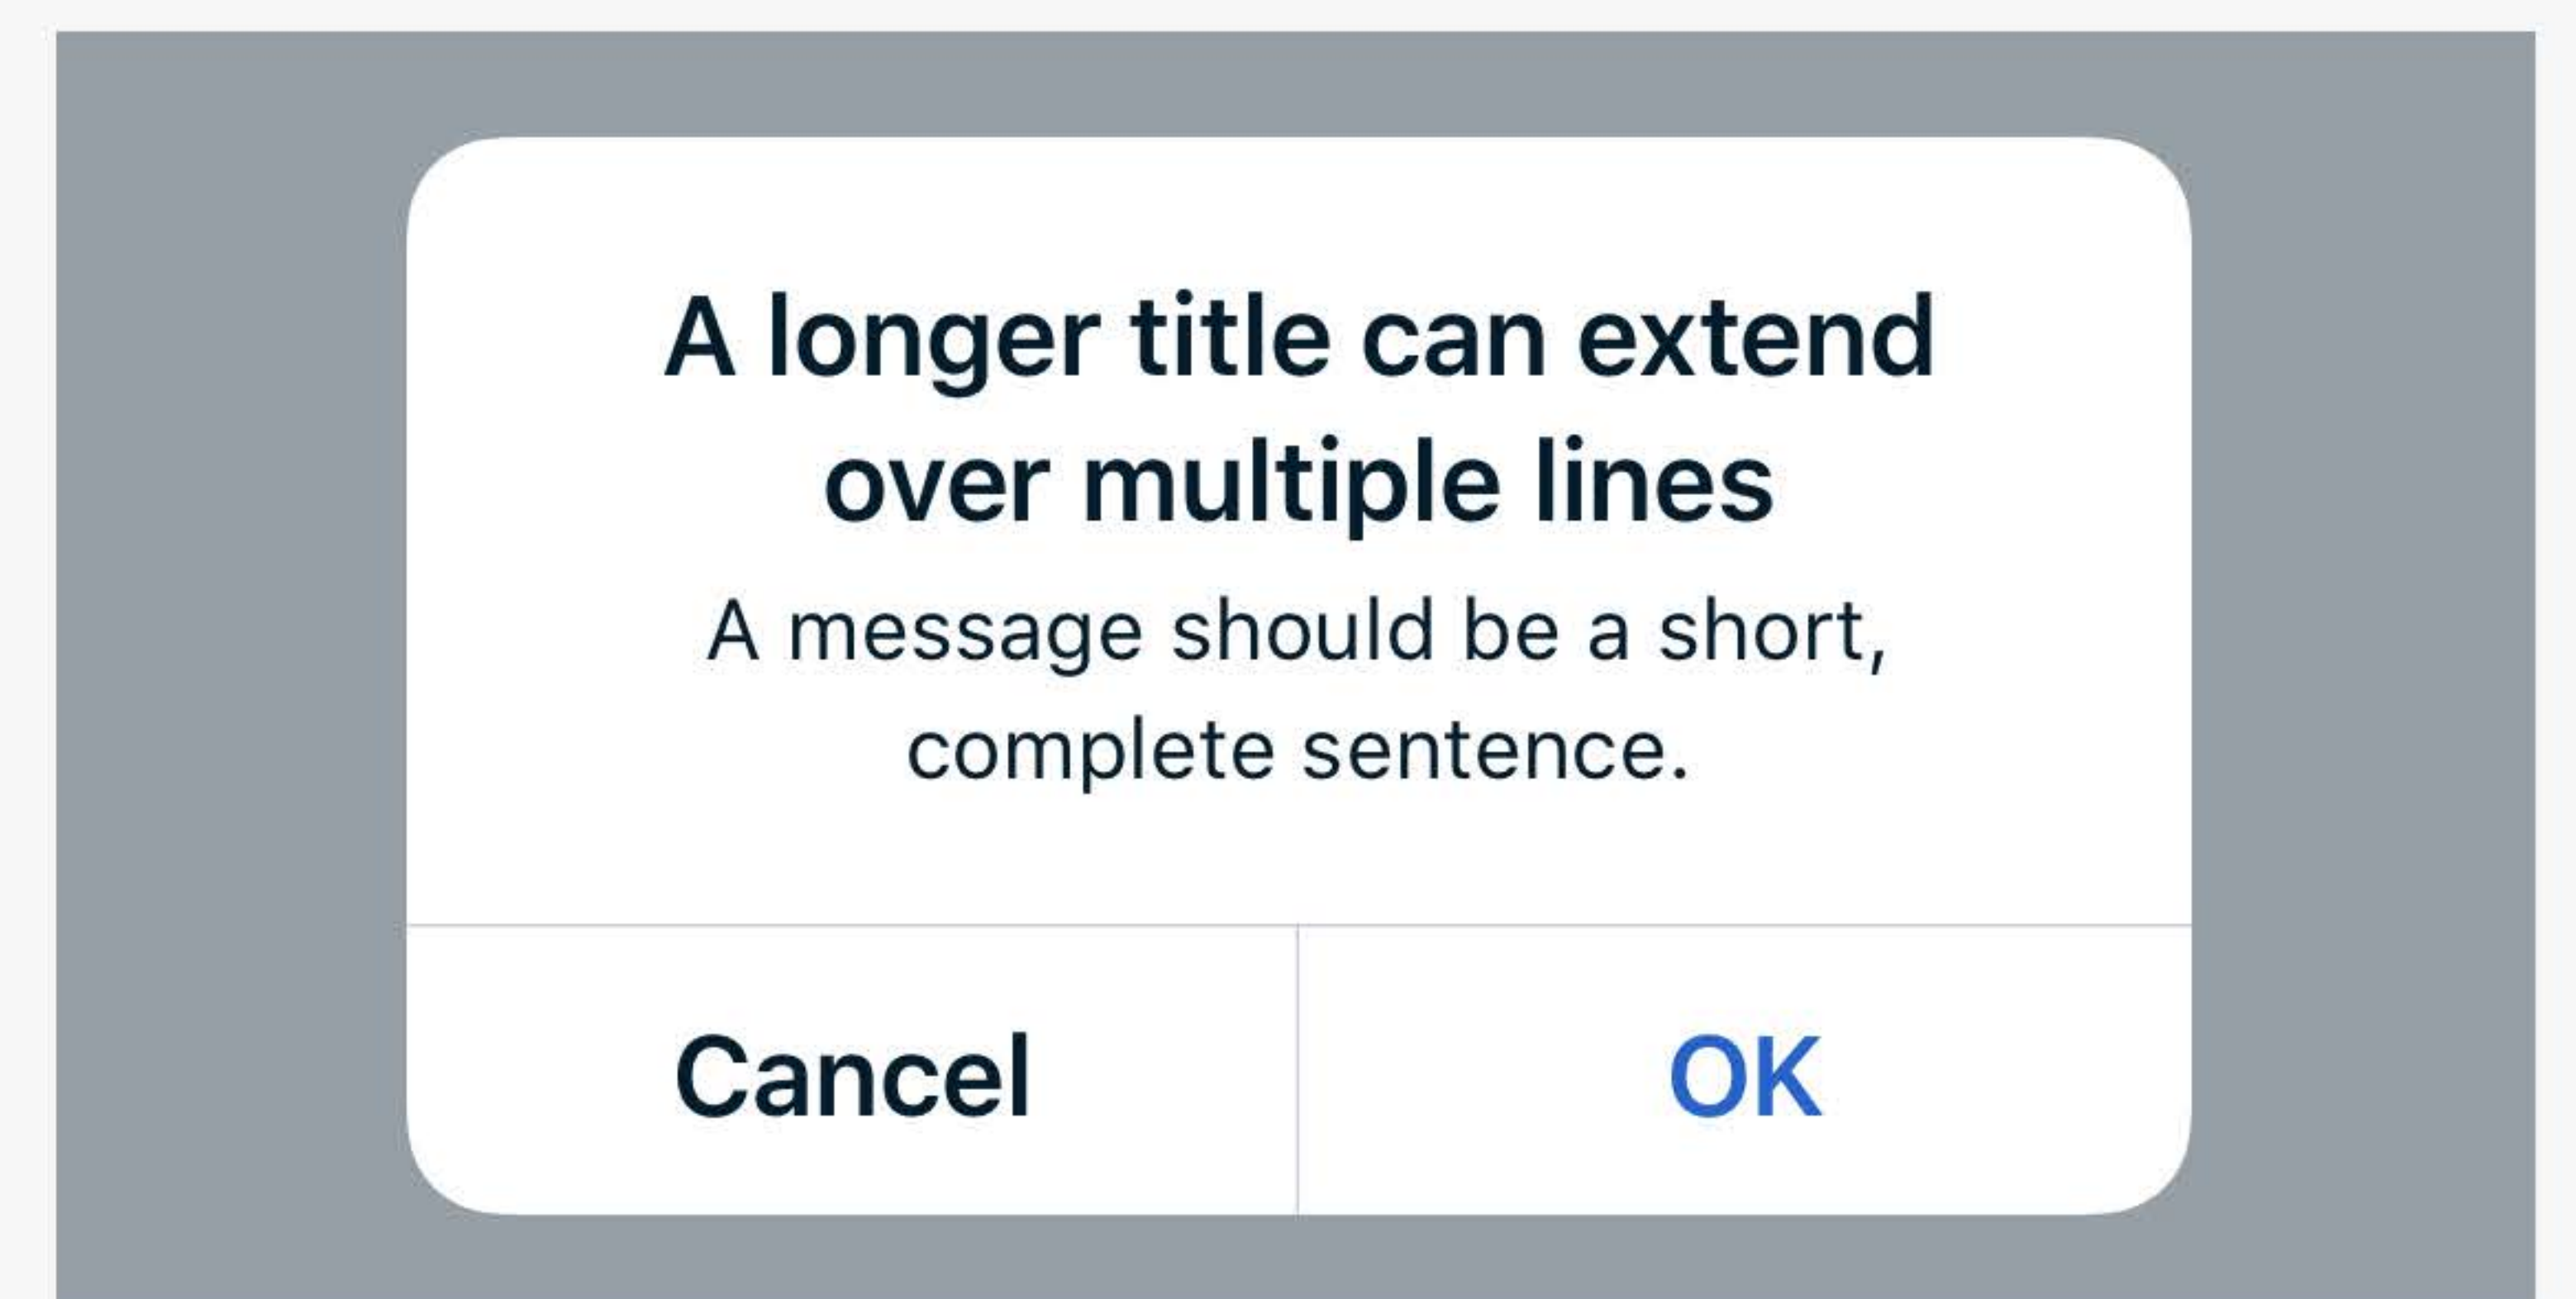 A longer title can extend
over multiple lines
A message should be a short,
complete sentence.
Cancel
OK